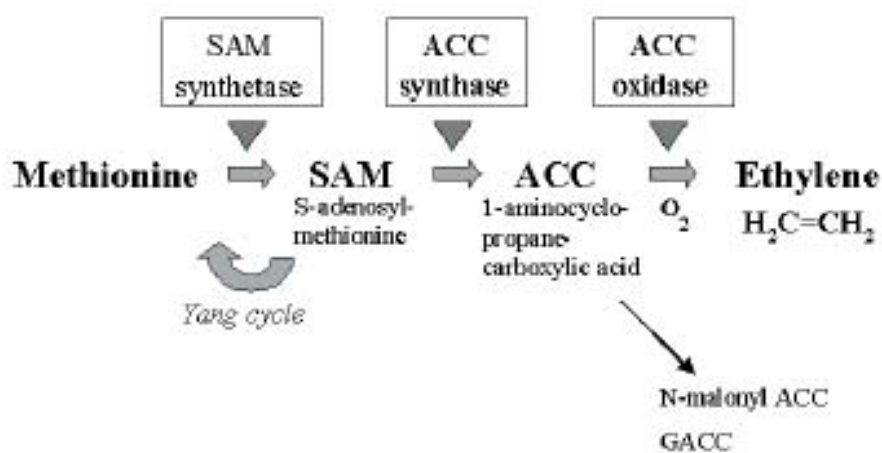 SAM
synthetase
ACC
synthase
ACC
oxidase
Methionine
SAM
ACC
Ethylene
S-adenosyl-
methionine
1-aminocyclo-
propane-
carboxylic acid
O₂
H₂C=CH₂
Yang cycle
N-malonyl ACC
GACC